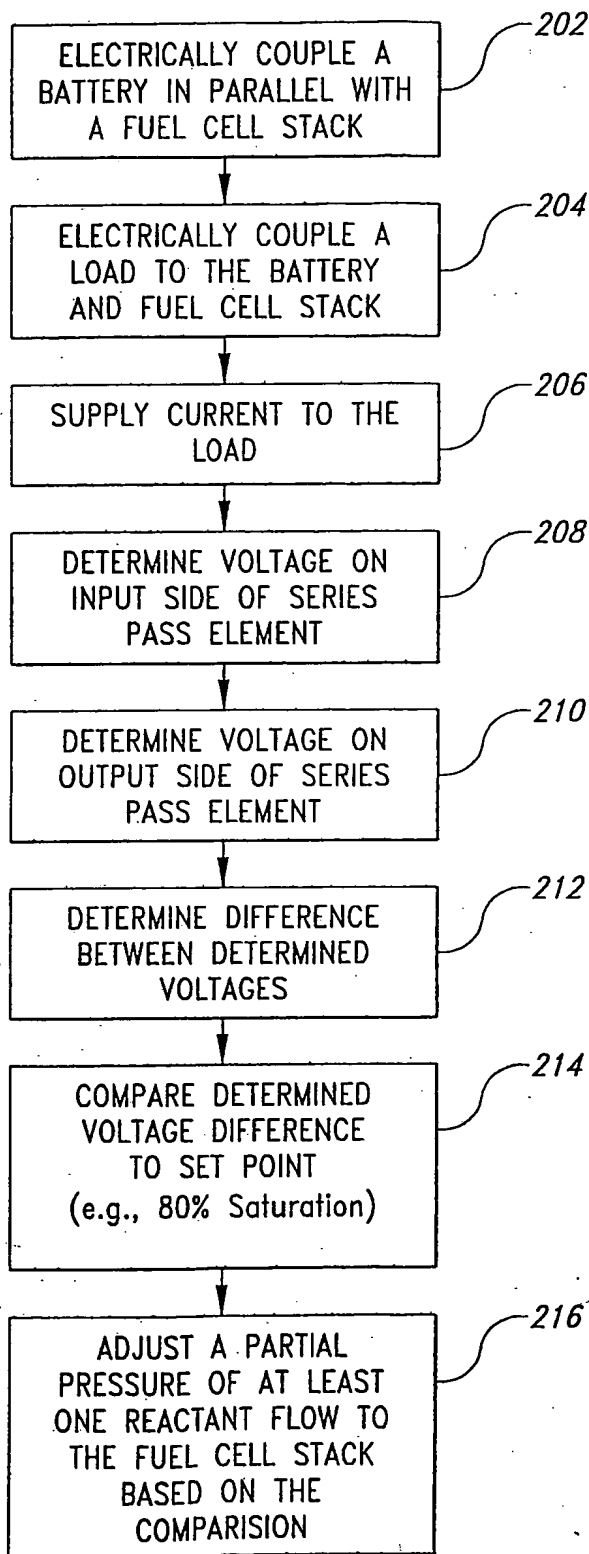 202
ELECTRICALLY COUPLE A
BATTERY IN PARALLEL WITH
A FUEL CELL STACK
204
ELECTRICALLY COUPLE A
LOAD TO THE BATTERY
AND FUEL CELL STACK
206
SUPPLY CURRENT TO THE
LOAD
208
DETERMINE VOLTAGE ON
INPUT SIDE OF SERIES
PASS ELEMENT
210
DETERMINE VOLTAGE ON
OUTPUT SIDE OF SERIES
PASS ELEMENT
212
DETERMINE DIFFERENCE
BETWEEN DETERMINED
VOLTAGES
214
COMPARE DETERMINED
VOLTAGE DIFFERENCE
TO SET POINT
(e.g., 80% Saturation)
216
ADJUST A PARTIAL
PRESSURE OF AT LEAST
ONE REACTANT FLOW TO
THE FUEL CELL STACK
BASED ON THE
COMPARISION